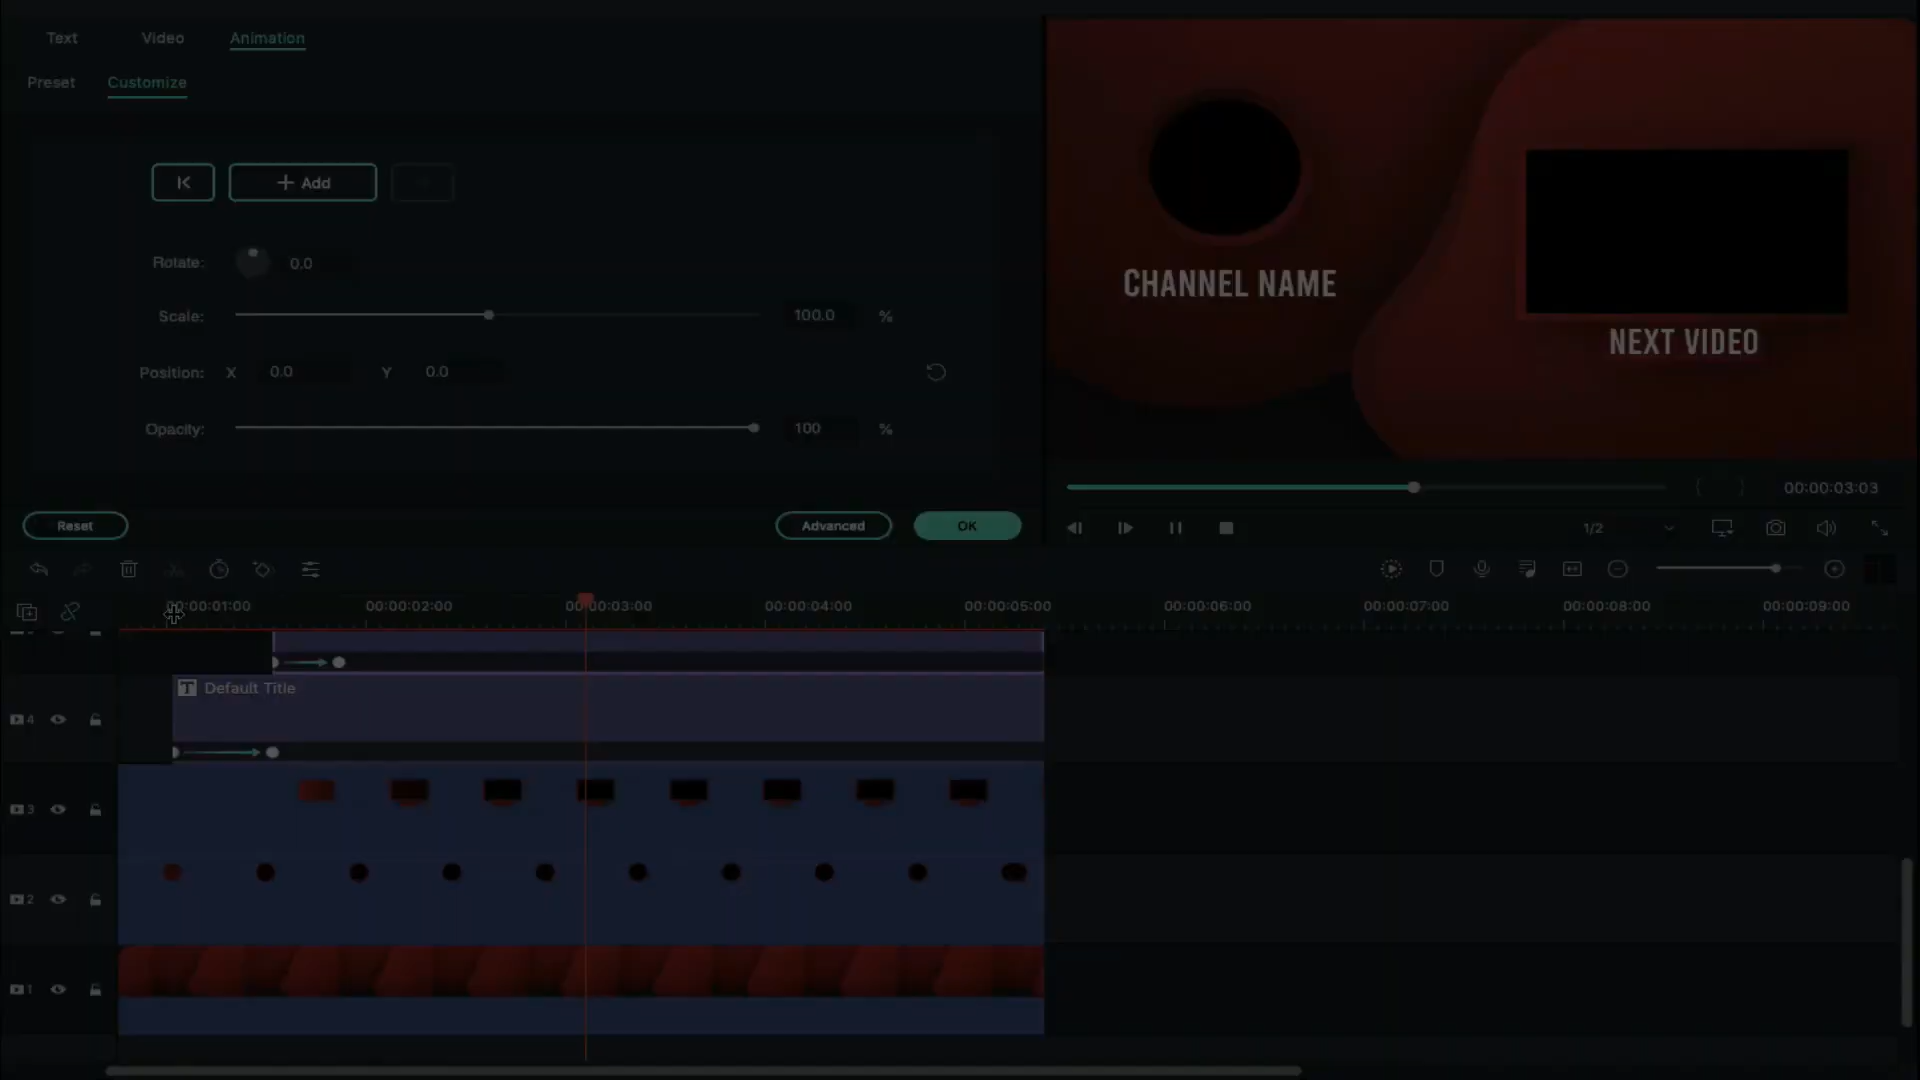 Text Video Animation
Preset Customize
Add
Rotate: 0.0
Scale: 100.0 %
Position: X 0.0 Y 0.0
Opacity: 100 %
Reset Advanced OK
CHANNEL NAME
NEXT VIDEO
00:00:03:03
1/2
00:00:01:00 00:00:02:00 00:00:03:00 00:00:04:00 00:00:05:00 00:00:06:00 00:00:07:00 00:00:08:00 00:00:09:00
T Default Title
4
3
2
1